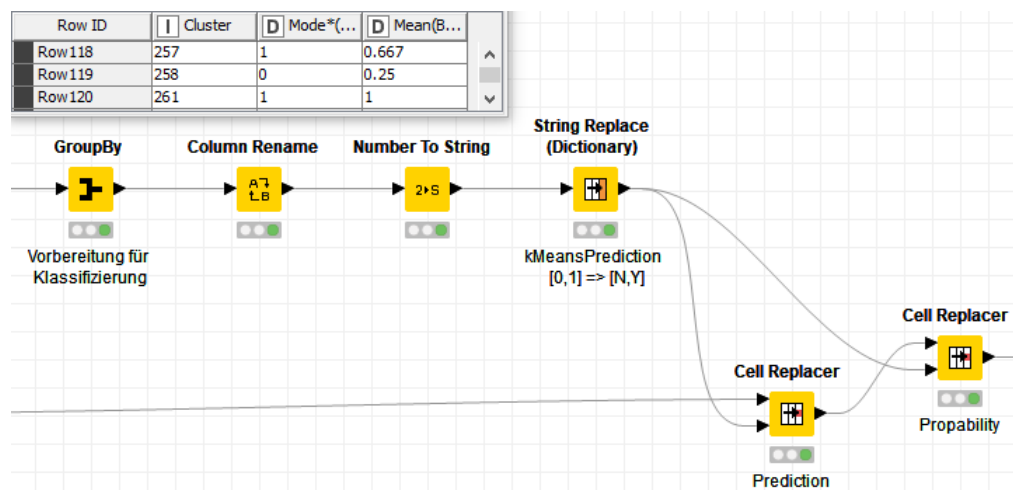 Row ID I Cluster D Mode*(... D Mean(B...
Row118 257 1 0.667
Row119 258 0 0.25
Row120 261 1 1
GroupBy
Column Rename
Number To String
String Replace
(Dictionary)
A
B
2 S
Vorbereitung für
Klassifizierung
kMeansPrediction
[0,1] => [N,Y]
Cell Replacer
Prediction
Cell Replacer
Propability